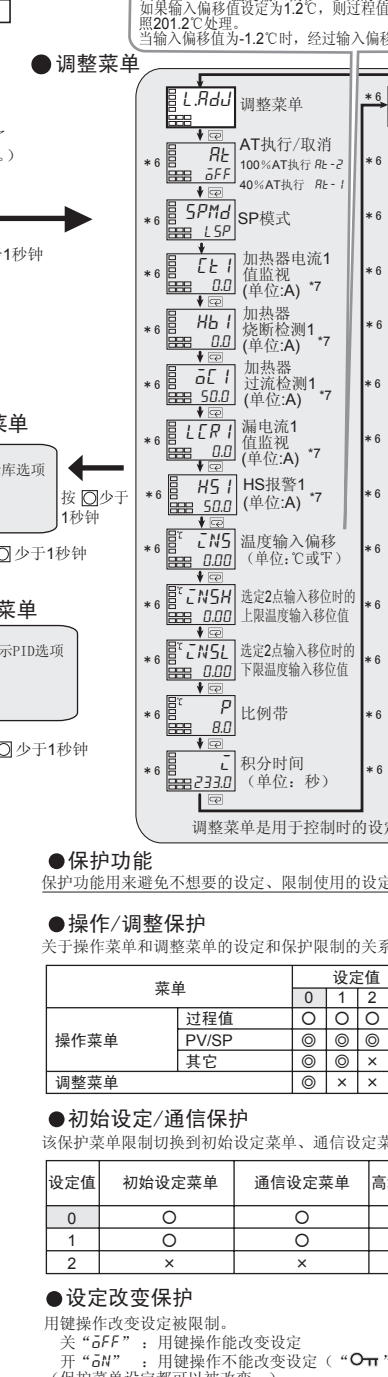 如果输入偏移值设定为1.2℃，则过程值
照201.2℃处理。
当输入偏移值为-1.2℃时，经过输入偏移
●调整菜单
L.AdJ 调整菜单
＊6
。）
＊6 At oFF AT执行/取消
100%AT执行 At-2
40%AT执行 At-1
＊6
＊6 SPMd LSP SP模式
＊6
1秒钟
＊6 Ct1 0.0 加热器电流1
值监视
(单位:A) *7
＊6
＊6 Hb1 0.0 加热器
烧断检测1
(单位:A) *7
＊6
＊6 oC1 50.0 加热器
过流检测1
(单位:A) *7
＊6
菜单
＊6 LCR1 0.0 漏电流1
值监视
(单位:A) *7
＊6
库选项
按 少于
1秒钟
＊6 HS1 50.0 HS报警1
(单位:A) *7
＊6
少于1秒钟
＊6 ℃ iNS 0.00 温度输入偏移
（单位:℃或℉）
＊6
菜单
＊6 ℃ iNSH 0.00 选定2点输入移位时的
上限温度输入移位值
＊6
示PID选项
＊6 ℃ iNSL 0.00 选定2点输入移位时的
下限温度输入移位值
＊6
＊6 ℃ P 8.0 比例带
＊6
少于1秒钟
＊6 i 233.0 积分时间
（单位：秒）
＊6
调整菜单是用于控制时的设定
●保护功能
保护功能用来避免不想要的设定、限制使用的设定
●操作/调整保护
关于操作菜单和调整菜单的设定和保护限制的关系
菜单 设定值
0 1 2
操作菜单 过程值 ○ ○ ○
PV/SP ◎ ◎ ◎
其它 ◎ ◎ ×
调整菜单 ◎ × ×
●初始设定/通信保护
该保护菜单限制切换到初始设定菜单、通信设定菜
设定值 初始设定菜单 通信设定菜单 高
0 ○ ○
1 ○ ○
2 × ×
●设定改变保护
用键操作改变设定被限制。
关“oFF”：用键操作能改变设定
开“oN”：用键操作不能改变设定（“ ”
（保护菜单设定都可以被改变。）